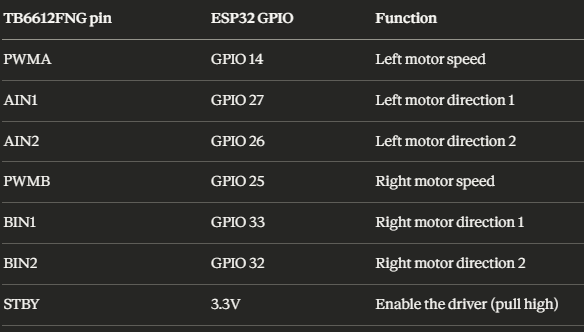 TB6612FNG pin ESP32 GPIO Function
PWMA GPIO 14 Left motor speed
AIN1 GPIO 27 Left motor direction 1
AIN2 GPIO 26 Left motor direction 2
PWMB GPIO 25 Right motor speed
BIN1 GPIO 33 Right motor direction 1
BIN2 GPIO 32 Right motor direction 2
STBY 3.3V Enable the driver (pull high)